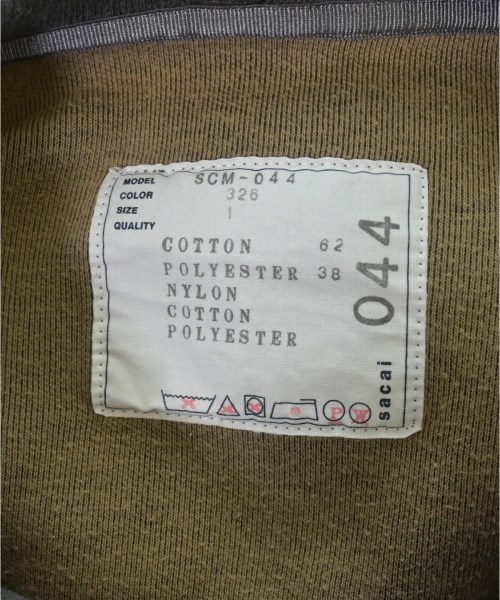 MODEL SCM-044
COLOR 326
SIZE 1
QUALITY
COTTON 62
POLYESTER 38
NYLON
COTTON
POLYESTER
P W
sacai 044